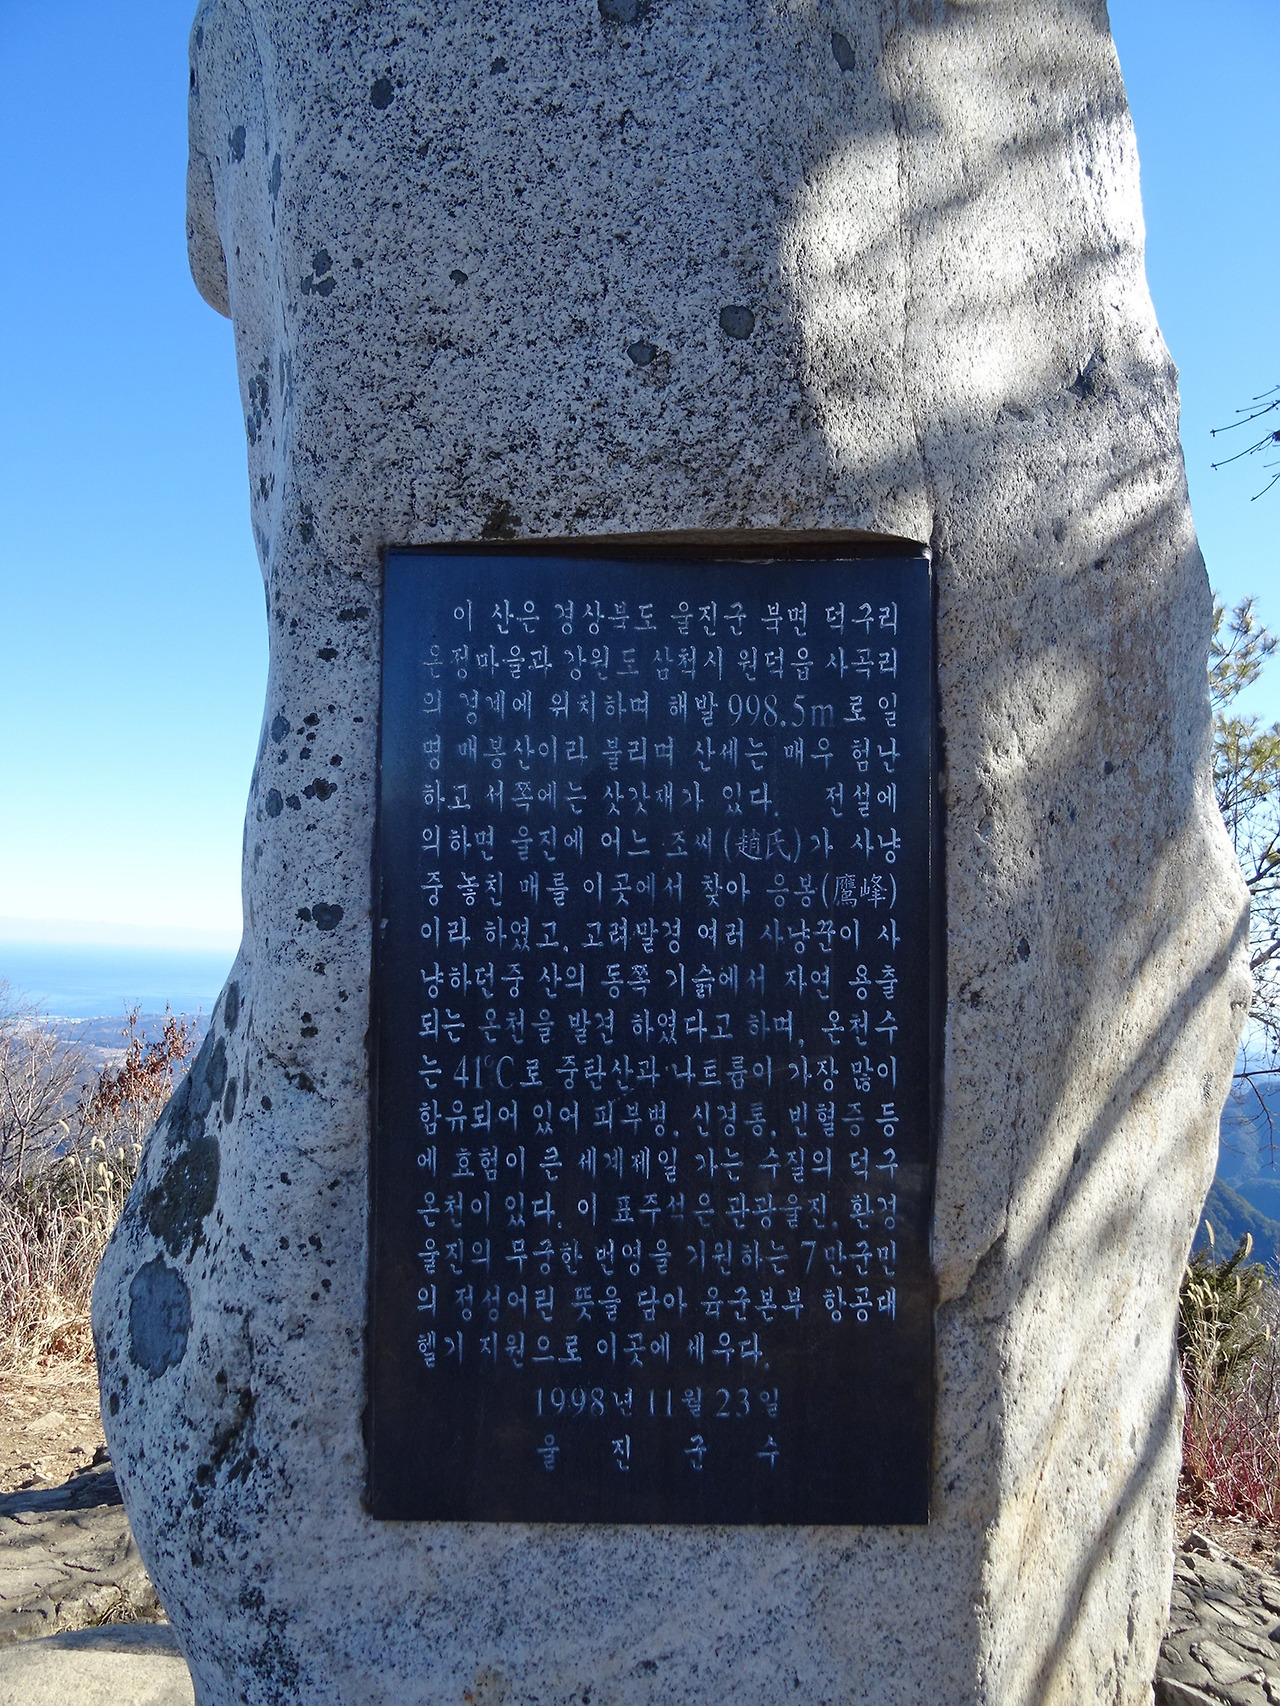 이 산은 경상북도 울진군 북면 덕구리
온정마을과 강원도 삼척시 원덕읍 사곡리
의 경계에 위치하며 해발 998.5m로 일
명 매봉산이라 불리며 산세는 매우 험난
하고 서쪽에는 삿갓재가 있다. 전설에
의하면 울진에 어느 조씨(趙氏)가 사냥
중 놓친 매를 이곳에서 찾아 응봉(鷹峰)
이라 하였고, 고려말경 여러 사냥꾼이 사
냥하던중 산의 동쪽 기슭에서 자연 용출
되는 온천을 발견 하였다고 하며, 온천수
는 41℃로 중탄산과 나트륨이 가장 많이
함유되어 있어 피부병, 신경통, 빈혈증 등
에 효험이 큰 세계제일 가는 수질의 덕구
온천이 있다. 이 표주석은 관광울진, 환경
울진의 무궁한 번영을 기원하는 7만군민
의 정성어린 뜻을 담아 육군본부 항공대
헬기 지원으로 이곳에 세우다.
1998년 11월 23일
울 진 군 수